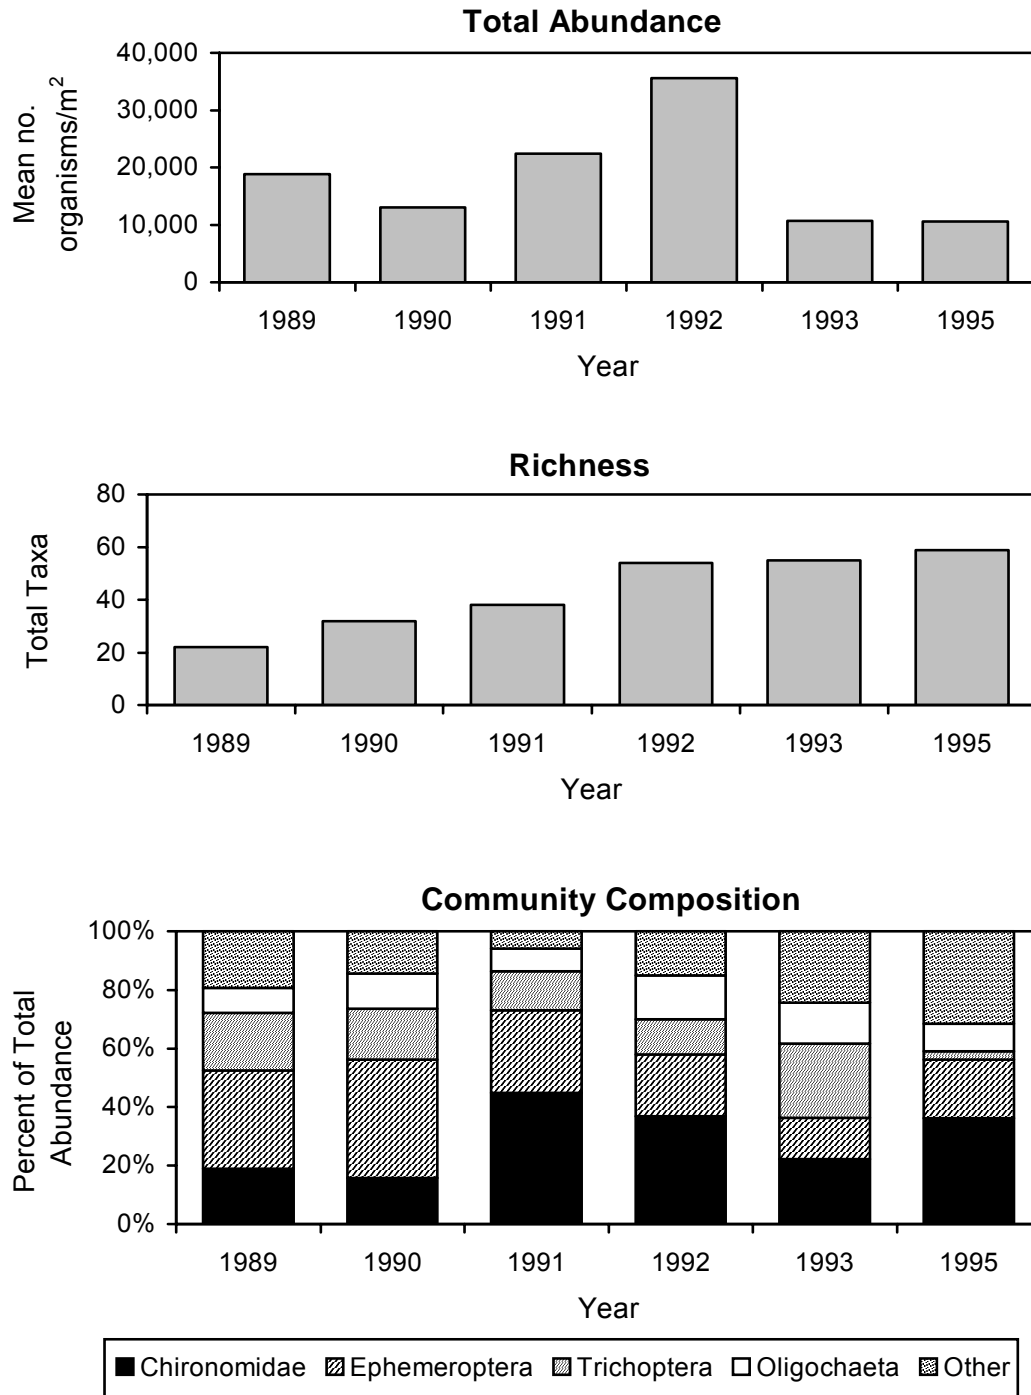 Total Abundance
Mean no.
organisms/m²
40,000
30,000
20,000
10,000
0
1989 1990 1991 1992 1993 1995
Year
Richness
Total Taxa
80
60
40
20
0
1989 1990 1991 1992 1993 1995
Year
Community Composition
Percent of Total
Abundance
100%
80%
60%
40%
20%
0%
1989 1990 1991 1992 1993 1995
Year
Chironomidae Ephemeroptera Trichoptera Oligochaeta Other